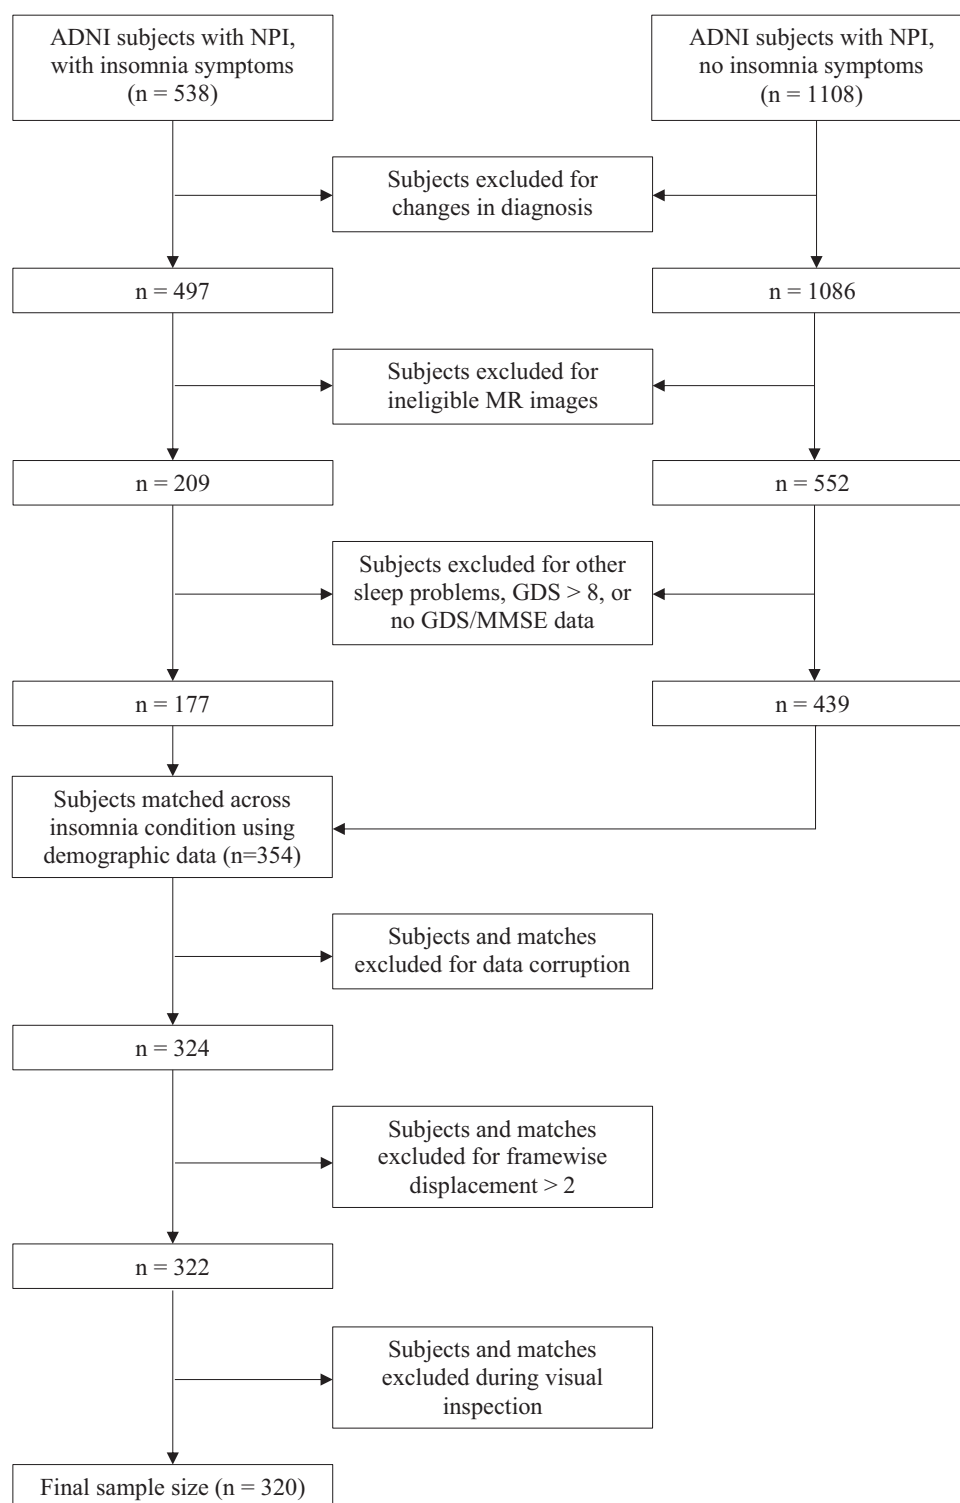 ADNI subjects with NPI,
with insomnia symptoms
(n = 538)
ADNI subjects with NPI,
no insomnia symptoms
(n = 1108)
Subjects excluded for
changes in diagnosis
n = 497
n = 1086
Subjects excluded for
ineligible MR images
n = 209
n = 552
Subjects excluded for other
sleep problems, GDS > 8, or
no GDS/MMSE data
n = 177
n = 439
Subjects matched across
insomnia condition using
demographic data (n=354)
Subjects and matches
excluded for data corruption
n = 324
Subjects and matches
excluded for framewise
displacement > 2
n = 322
Subjects and matches
excluded during visual
inspection
Final sample size (n = 320)